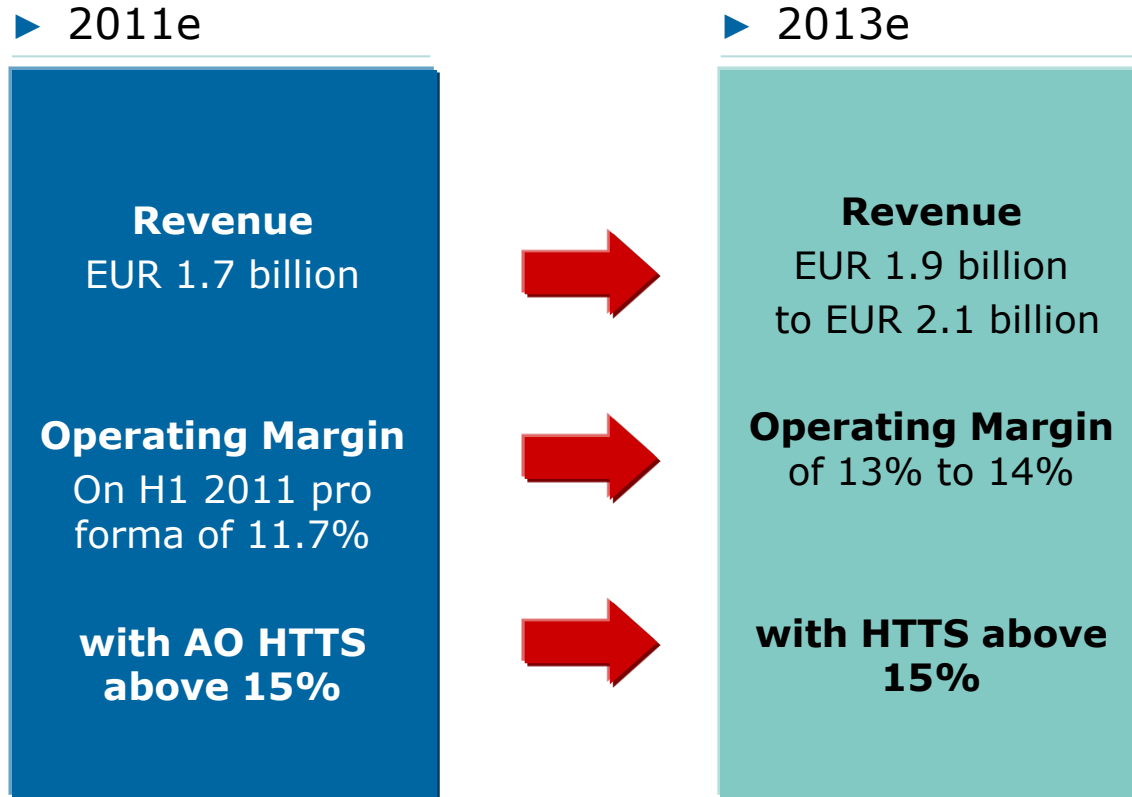 ► 2011e
Revenue
EUR 1.7 billion
Operating Margin
On H1 2011 pro
forma of 11.7%
with AO HTTS
above 15%
► 2013e
Revenue
EUR 1.9 billion
to EUR 2.1 billion
Operating Margin
of 13% to 14%
with HTTS above
15%